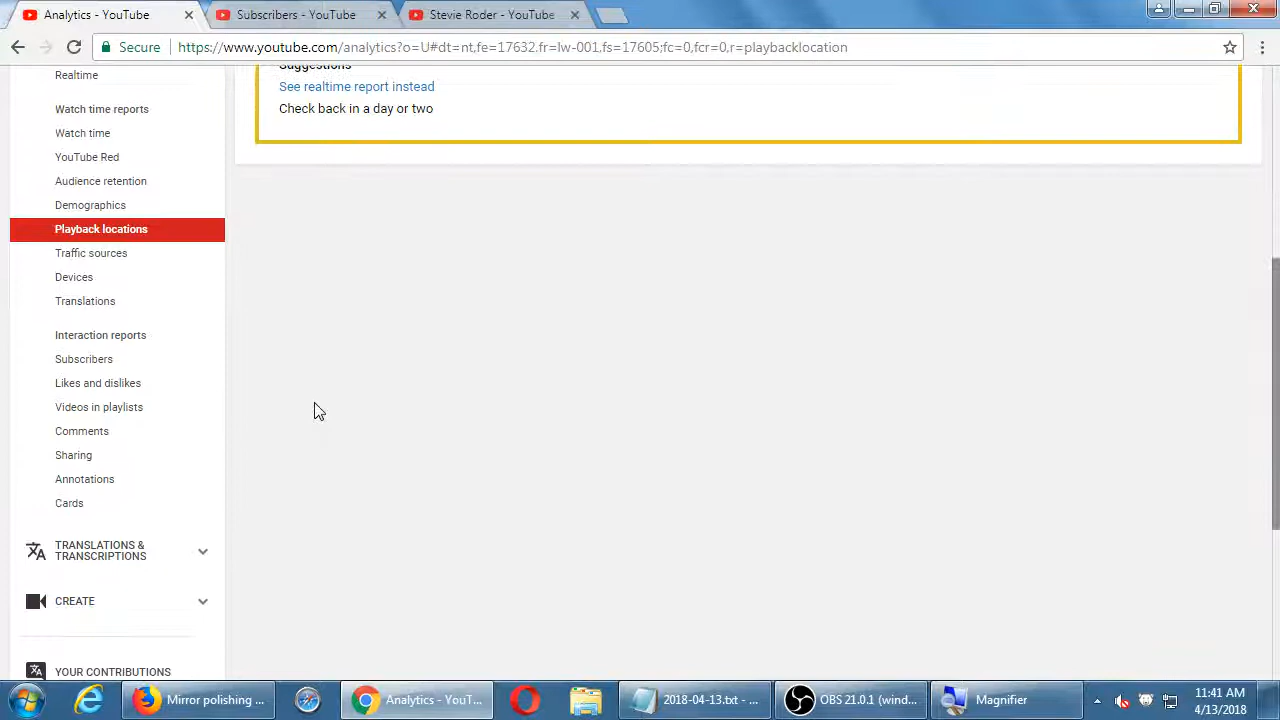 Analytics - YouTube
Subscribers - YouTube
Stevie Loder - YouTube
Secure
https://www.youtube.com/analytics?o=U#dt=nt,fe=17632,fr=lw-001,fs=17605;fc=0,fcr=0,r=playbacklocation
Suggestions
Realtime
See realtime report instead
Check back in a day or two
Watch time reports
Watch time
YouTube Red
Audience retention
Demographics
Playback locations
Traffic sources
Devices
Translations
Interaction reports
Subscribers
Likes and dislikes
Videos in playlists
Comments
Sharing
Annotations
Cards
TRANSLATIONS &
TRANSCRIPTIONS
CREATE
YOUR CONTRIBUTIONS
Mirror polishing ...
Analytics - YouT...
2018-04-13.txt - ...
OBS 21.0.1 (wind...
Magnifier
11:41 AM
4/13/2018